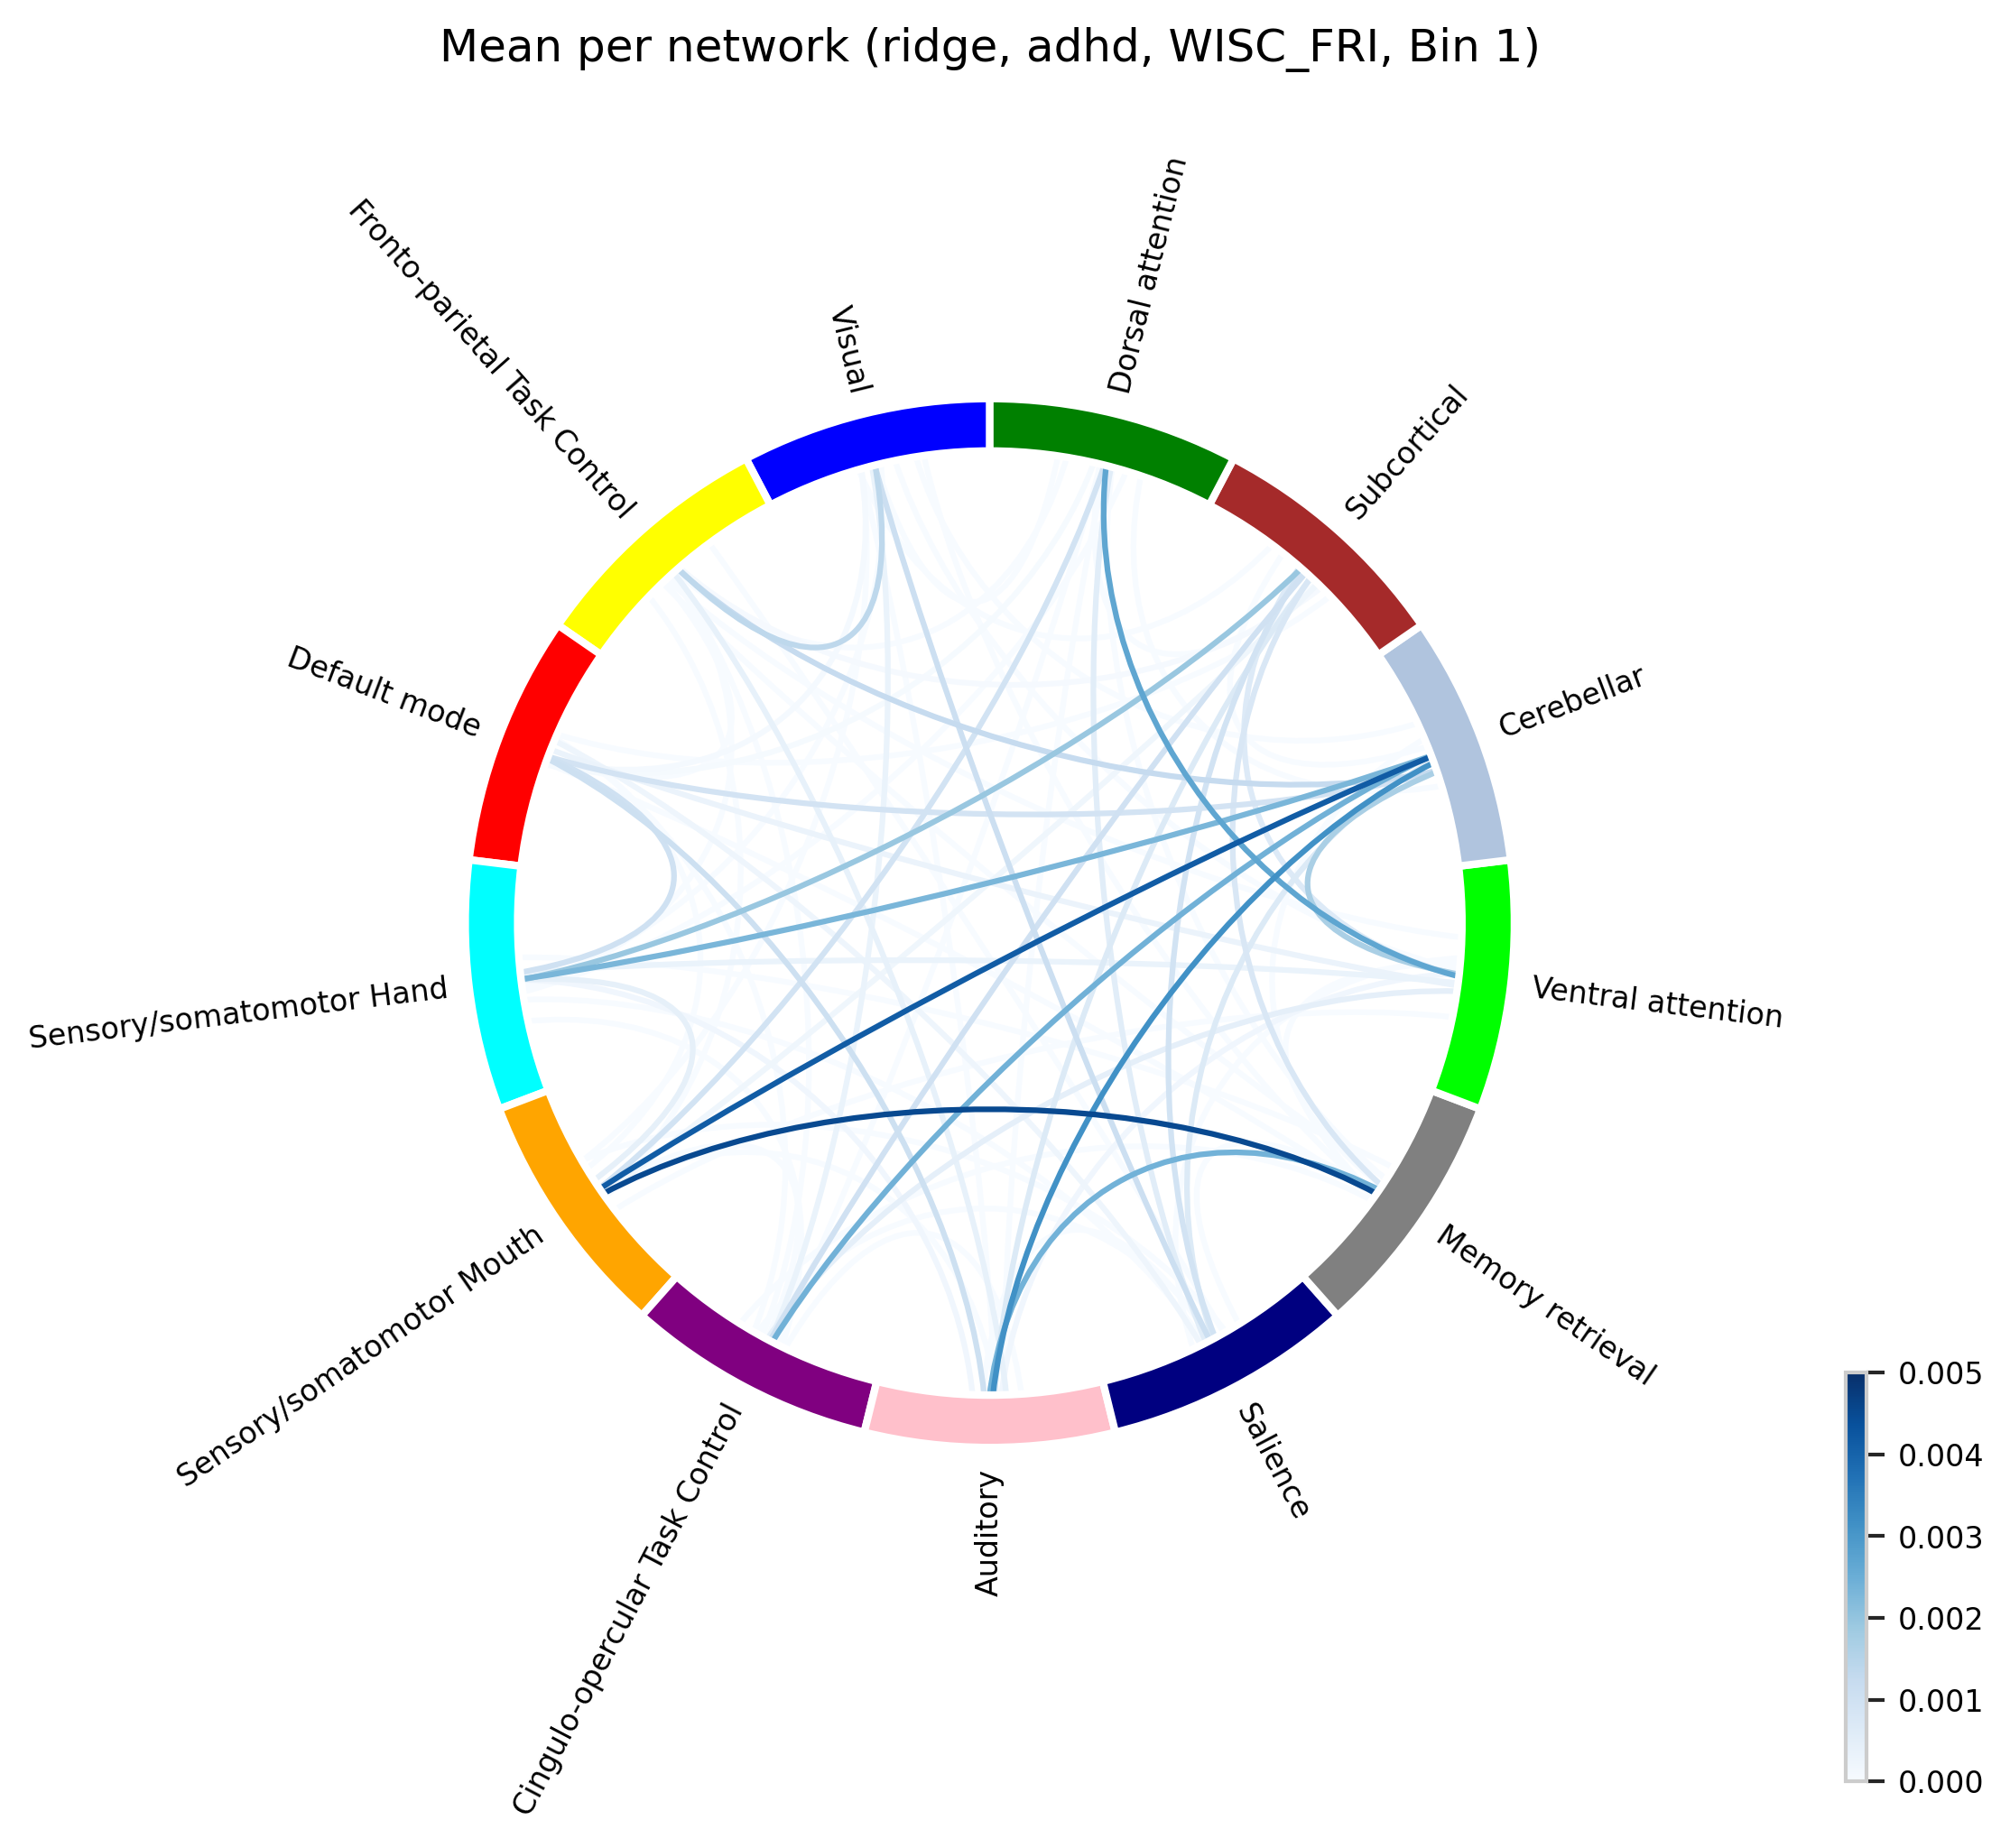 Mean per network (ridge, adhd, WISC_FRI, Bin 1)
Dorsal attention
Visual
Fronto-parietal Task Control
Default mode
Sensory/somatomotor Hand
Sensory/somatomotor Mouth
Cingulo-opercular Task Control
Auditory
Salience
Memory retrieval
Ventral attention
Cerebellar
Subcortical
0.005
0.004
0.003
0.002
0.001
0.000